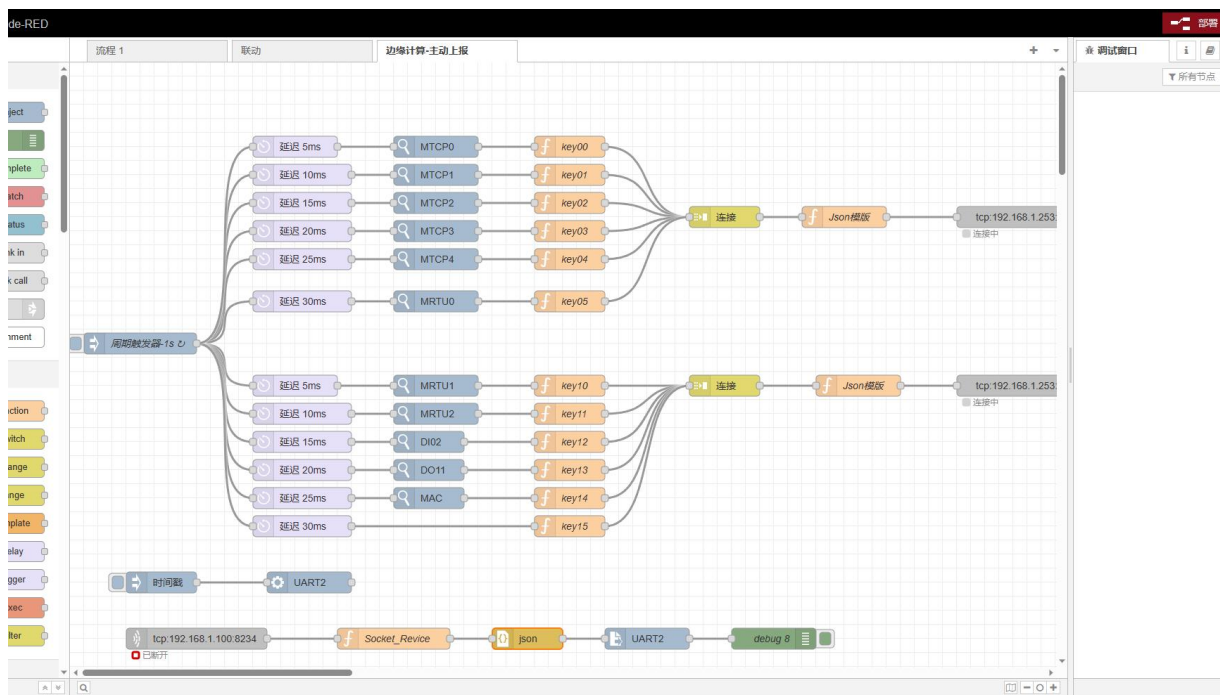 de-RED
部署
流程 1
联动
边缘计算-主动上报
调试窗口
i
所有节点
ject
mplete
atch
atus
nk in
k call
mment
ction
witch
ange
ange
mplate
elay
gger
exec
lter
延迟 5ms
MTCP0
key00
延迟 10ms
MTCP1
key01
延迟 15ms
MTCP2
key02
延迟 20ms
MTCP3
key03
延迟 25ms
MTCP4
key04
延迟 30ms
MRTU0
key05
连接
Json模版
tcp:192.168.1.253:
连接中
周期触发器-1s ↻
延迟 5ms
MRTU1
key10
延迟 10ms
MRTU2
key11
延迟 15ms
DI02
key12
延迟 20ms
DO11
key13
延迟 25ms
MAC
key14
延迟 30ms
key15
连接
Json模版
tcp:192.168.1.253
连接中
时间戳
UART2
tcp:192.168.1.100:8234
已断开
Socket_Revice
json
UART2
debug 8